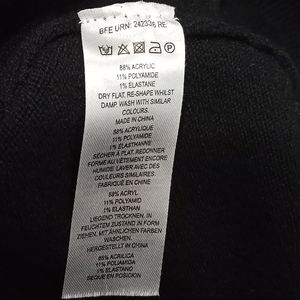 BFE URN: 242336 RE
88% ACRYLIC
11% POLYAMIDE
1% ELASTANE
DRY FLAT. RE-SHAPE WHILST
DAMP. WASH WITH SIMILAR
COLOURS.
MADE IN CHINA
88% ACRYLIQUE
11% POLYAMIDE
1% ÉLASTHANNE
SÉCHER À PLAT. REDONNER
FORME AU VÊTEMENT ENCORE
HUMIDE. LAVER AVEC DES
COULEURS SIMILAIRES.
FABRIQUÉ EN CHINE
88% ACRYL
11% POLYAMID
1% ELASTHAN
LIEGEND TROCKNEN, IN
FEUCHTEM ZUSTAND IN FORM
ZIEHEN. MIT ÄHNLICHEN FARBEN
WASCHEN.
HERGESTELLT IN CHINA
88% ACRÍLICA
11% POLIAMIDA
1% ELASTANO
SEQUE EN POSICIÓN